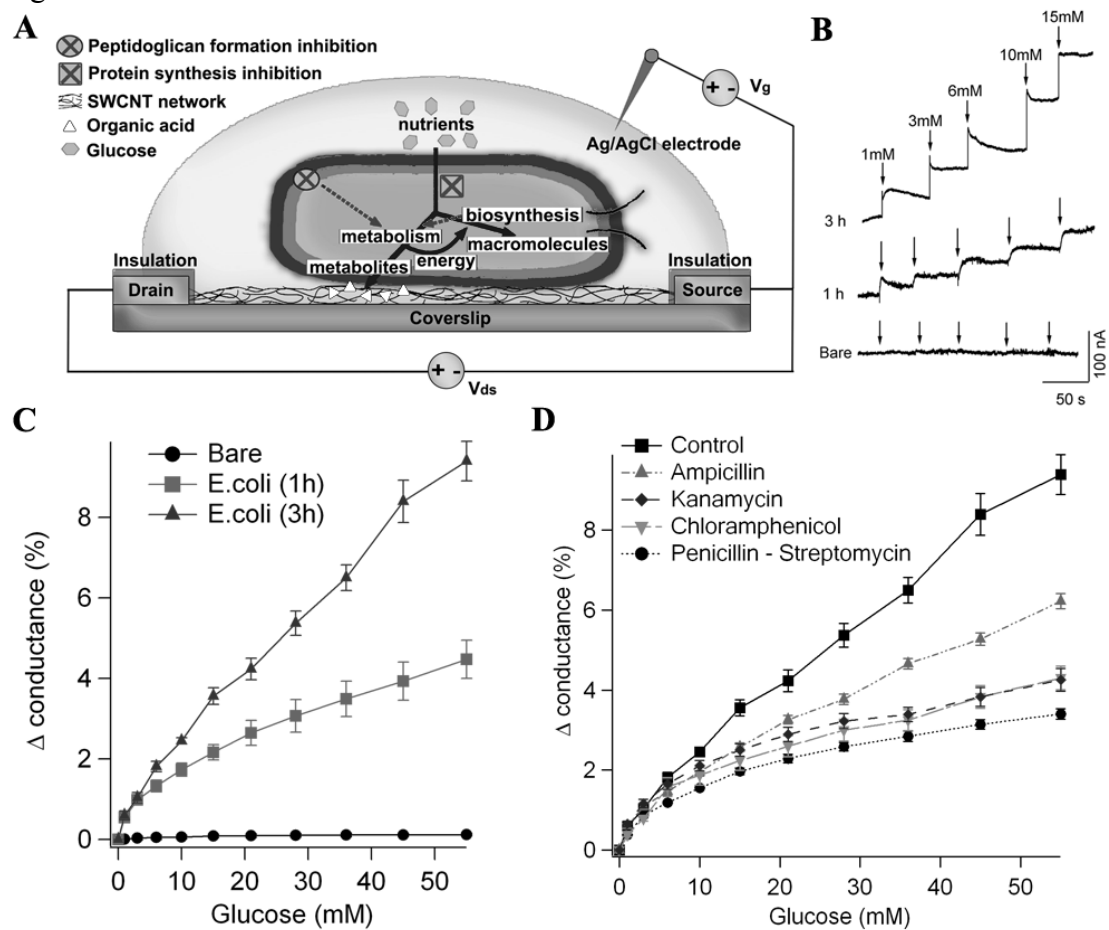 A
Peptidoglican formation inhibition
Protein synthesis inhibition
SWCNT network
Organic acid
Glucose
nutrients
Ag/AgCl electrode
+ -
Vg
biosynthesis
metabolism
macromolecules
energy
metabolites
Insulation
Insulation
Drain
Source
Coverslip
+ -
Vds
B
15mM
10mM
6mM
3mM
1mM
3 h
1 h
Bare
100 nA
50 s
C
Bare
E.coli (1h)
E.coli (3h)
Δ conductance (%)
8
6
4
2
0
0 10 20 30 40 50
Glucose (mM)
D
Control
Ampicillin
Kanamycin
Chloramphenicol
Penicillin - Streptomycin
Δ conductance (%)
8
6
4
2
0
0 10 20 30 40 50
Glucose (mM)